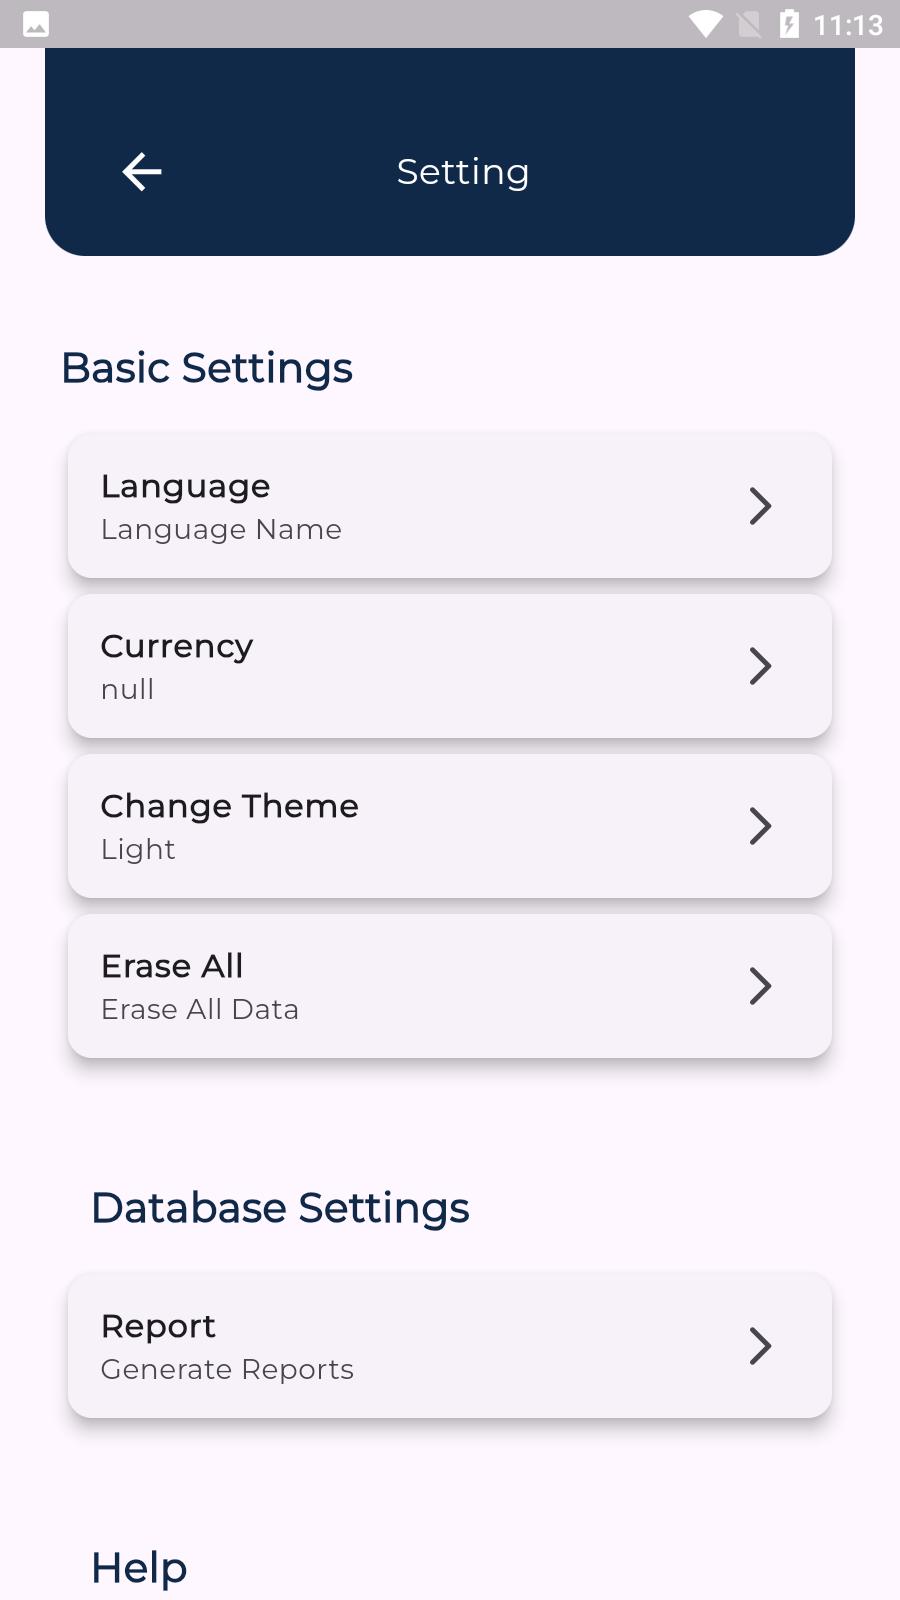 11:13
Setting
Basic Settings
Language
Language Name
Currency
null
Change Theme
Light
Erase All
Erase All Data
Database Settings
Report
Generate Reports
Help